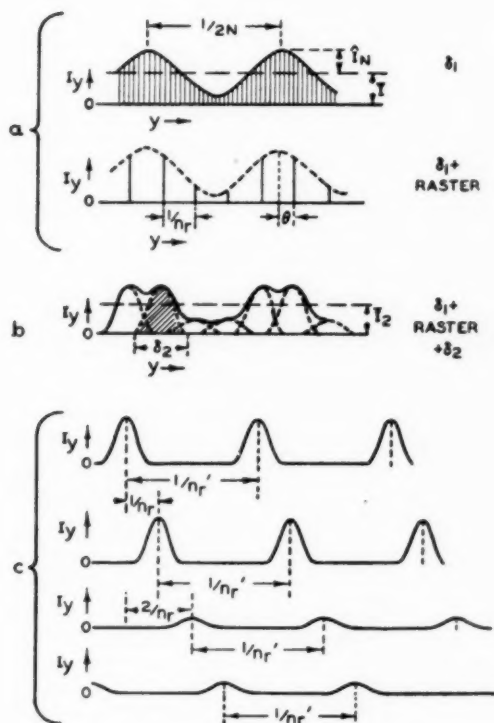 a
1/2N
Î_N
Ī
I_y
0
y
δ₁
I_y
0
1/n_r
θ
y
δ₁+
RASTER
b
I_y
0
δ₂
y
Ī₂
δ₁+
RASTER
+δ₂
c
I_y
0
1/n_r'
1/n_r
I_y
0
1/n_r'
I_y
2/n_r
0
1/n_r'
I_y
0
1/n_r'